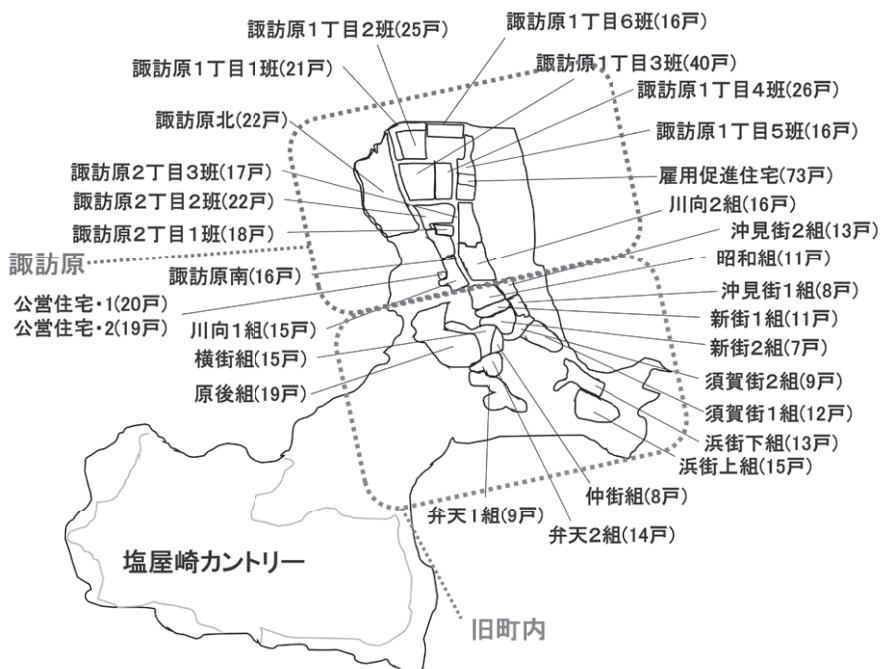 諏訪原１丁目６班(16戸)
諏訪原１丁目２班(25戸)
諏訪原１丁目３班(40戸)
諏訪原１丁目１班(21戸)
諏訪原１丁目４班(26戸)
諏訪原北(22戸)
諏訪原１丁目５班(16戸)
諏訪原２丁目３班(17戸)
雇用促進住宅(73戸)
諏訪原２丁目２班(22戸)
川向２組(16戸)
諏訪原２丁目１班(18戸)
沖見街２組(13戸)
諏訪原
昭和組(11戸)
諏訪原南(16戸)
沖見街１組(8戸)
公営住宅・1(20戸)
公営住宅・2(19戸)
川向１組(15戸)
新街１組(11戸)
横街組(15戸)
新街２組(7戸)
原後組(19戸)
須賀街２組(9戸)
須賀街１組(12戸)
浜街下組(13戸)
浜街上組(15戸)
仲街組(8戸)
弁天１組(9戸)
弁天２組(14戸)
塩屋崎カントリー
旧町内